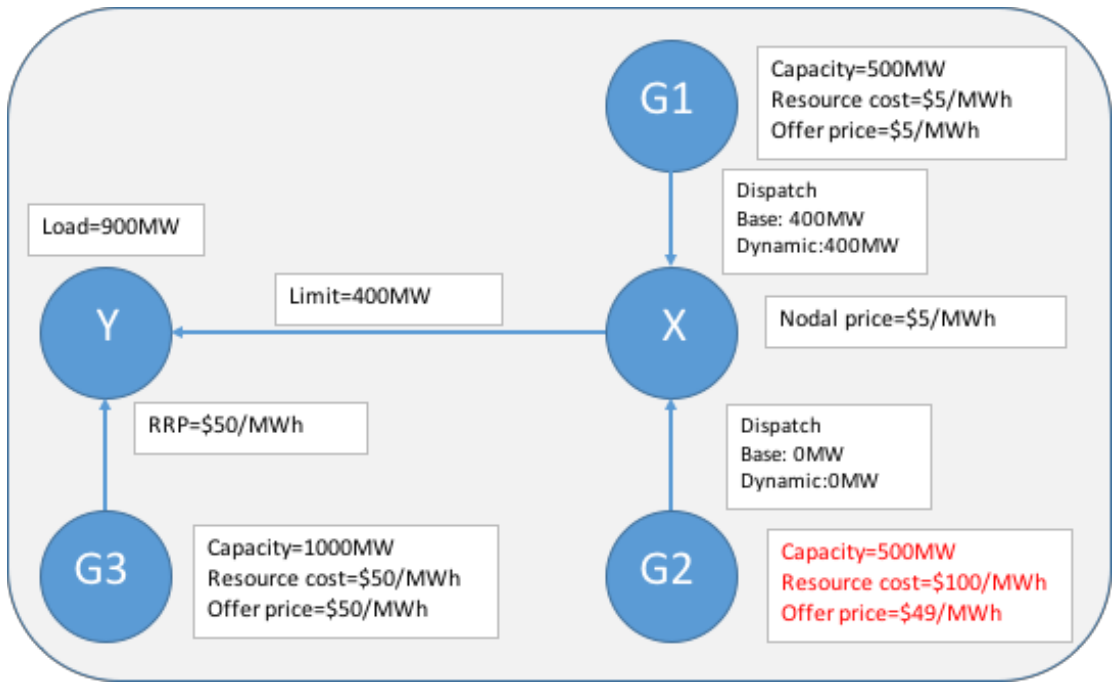 G1
Capacity=500MW
Resource cost=$5/MWh
Offer price=$5/MWh
Dispatch
Base: 400MW
Dynamic:400MW
Load=900MW
Y
Limit=400MW
X
Nodal price=$5/MWh
RRP=$50/MWh
Dispatch
Base: 0MW
Dynamic:0MW
G3
Capacity=1000MW
Resource cost=$50/MWh
Offer price=$50/MWh
G2
Capacity=500MW
Resource cost=$100/MWh
Offer price=$49/MWh